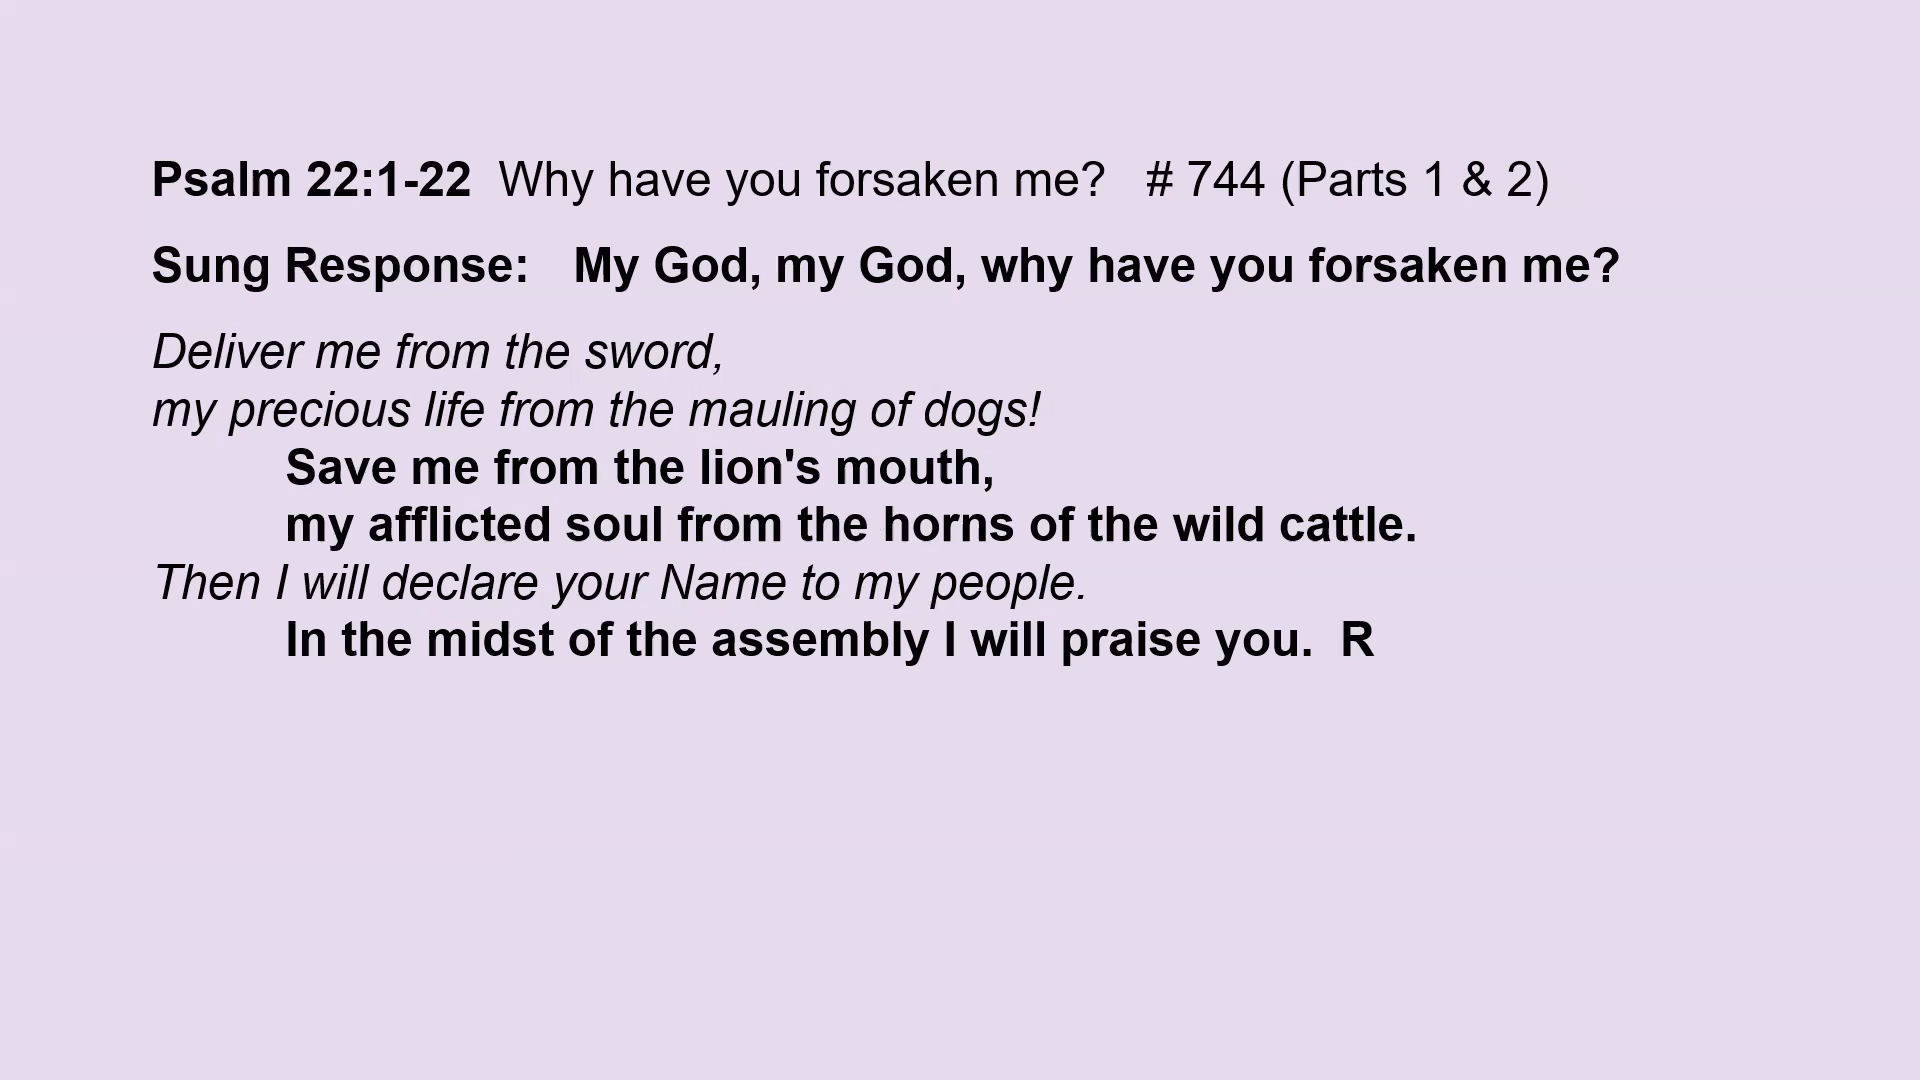 Psalm 22:1-22 Why have you forsaken me? # 744 (Parts 1 & 2)
Sung Response: My God, my God, why have you forsaken me?
Deliver me from the sword,
my precious life from the mauling of dogs!
Save me from the lion's mouth,
my afflicted soul from the horns of the wild cattle.
Then I will declare your Name to my people.
In the midst of the assembly I will praise you. R